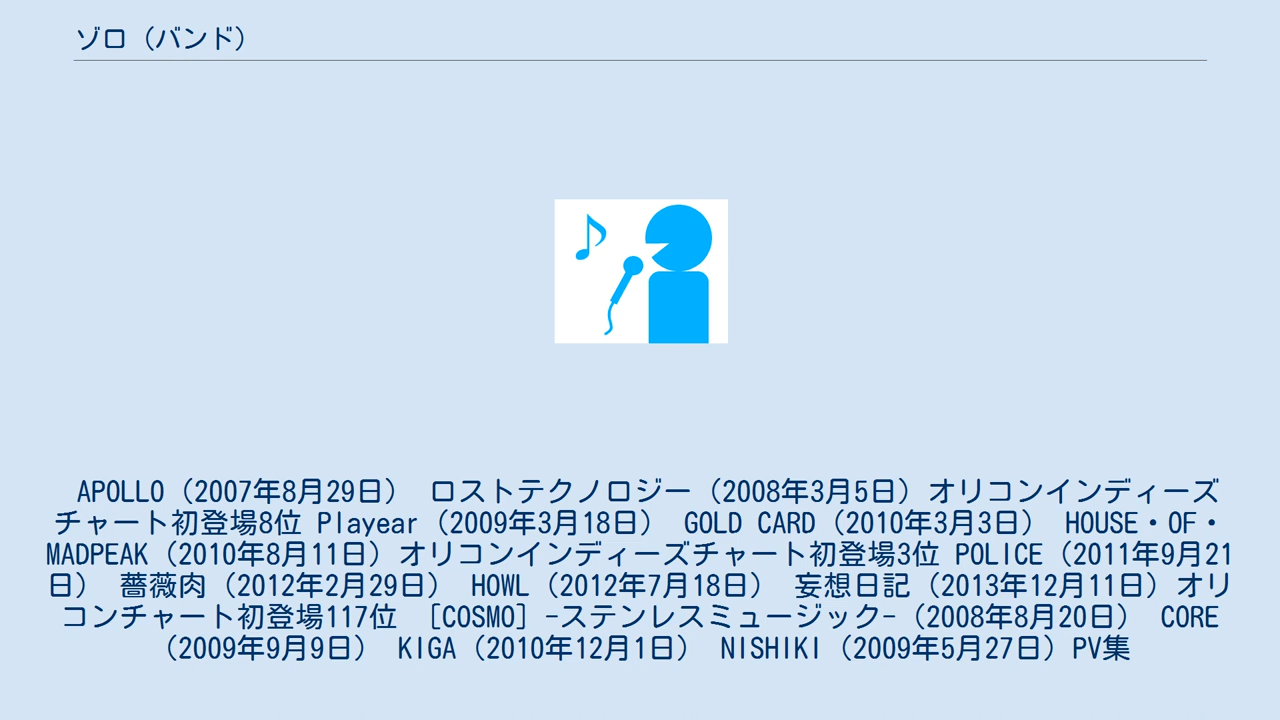 ゾロ（バンド）
APOLLO（2007年8月29日） ロストテクノロジー（2008年3月5日）オリコンインディーズ
チャート初登場8位 Playear（2009年3月18日） GOLD CARD（2010年3月3日） HOUSE・OF・
MADPEAK（2010年8月11日）オリコンインディーズチャート初登場3位 POLICE（2011年9月21
日） 薔薇肉（2012年2月29日） HOWL（2012年7月18日） 妄想日記（2013年12月11日）オリ
コンチャート初登場117位 ［COSMO］-ステンレスミュージック-（2008年8月20日） CORE
（2009年9月9日） KIGA（2010年12月1日） NISHIKI（2009年5月27日）PV集